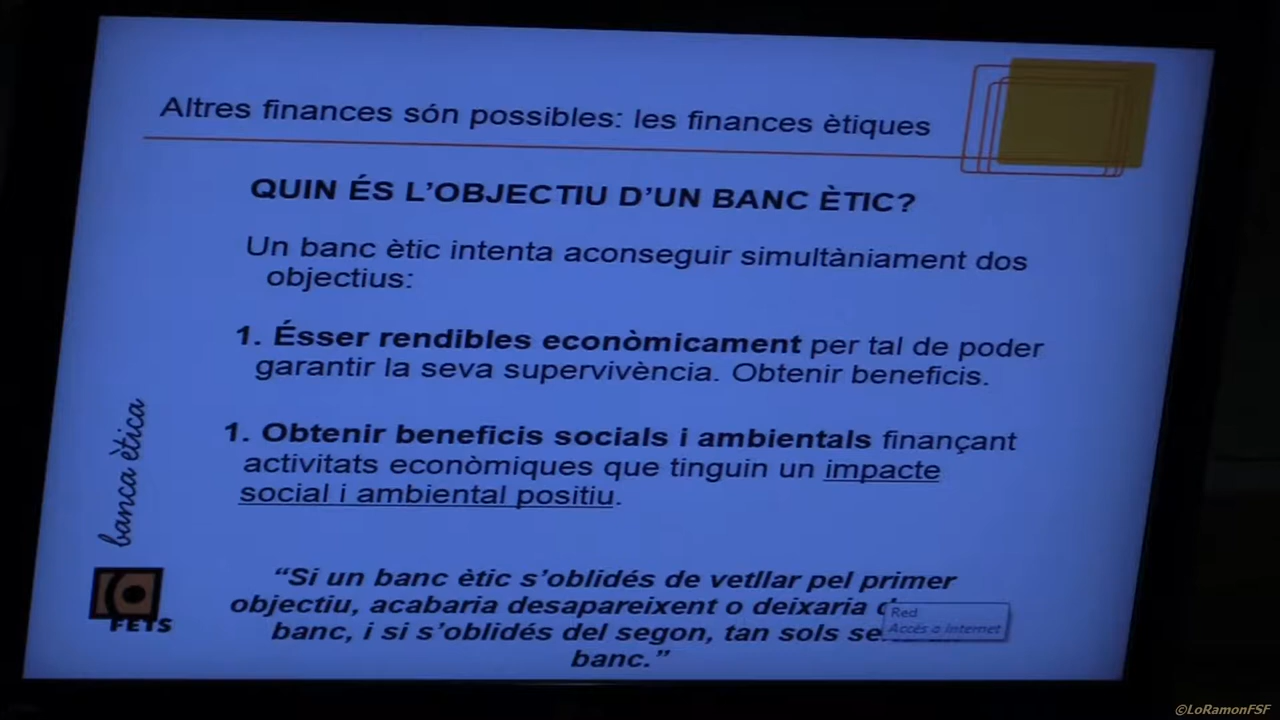 Altres finances són possibles: les finances ètiques
QUIN ÉS L'OBJECTIU D'UN BANC ÈTIC?
Un banc ètic intenta aconseguir simultàniament dos
objectius:
1. Ésser rendibles econòmicament per tal de poder
garantir la seva supervivència. Obtenir beneficis.
1. Obtenir beneficis socials i ambientals finançant
activitats econòmiques que tinguin un impacte
social i ambiental positiu.
"Si un banc ètic s'oblidés de vetllar pel primer
objectiu, acabaria desapareixent o deixaria
banc, i si s'oblidés del segon, tan sols
banc."
Red
Accés a Internet
banca ètica
FETS
©LoRamonFSF